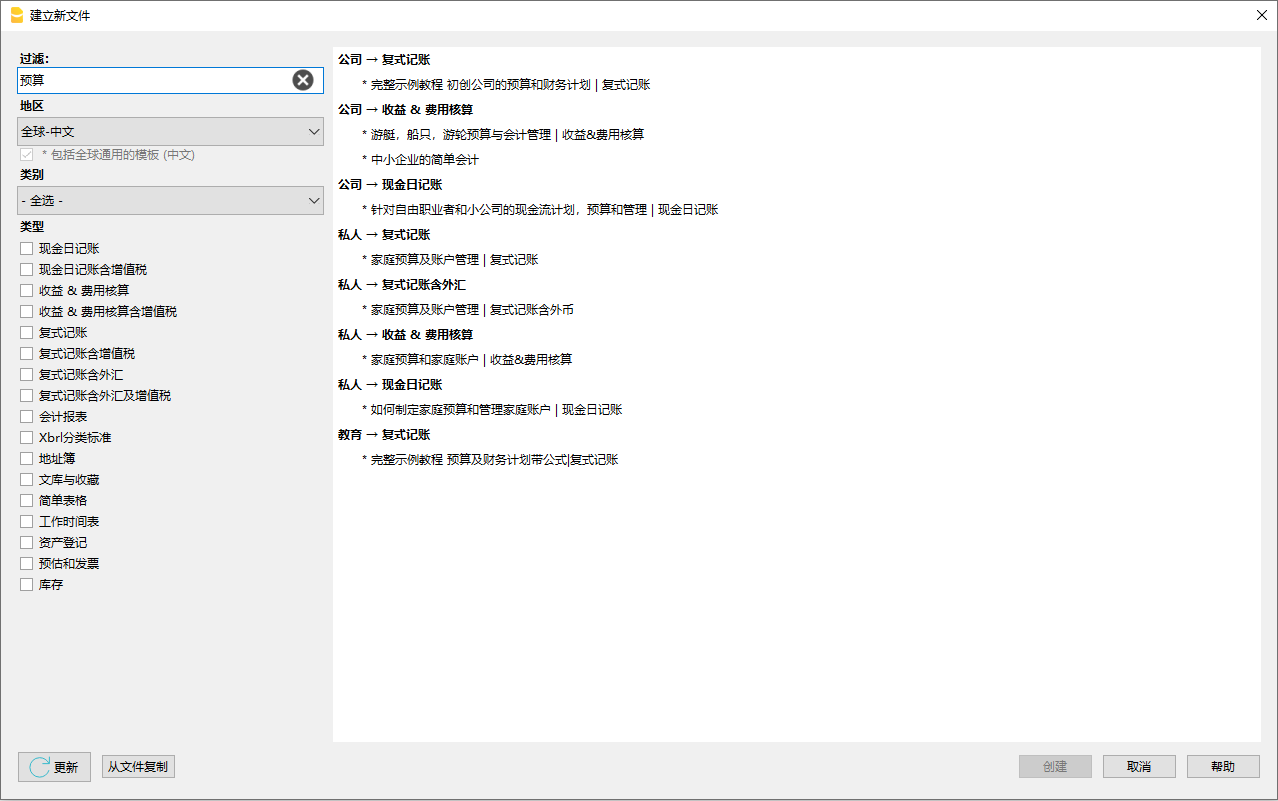 建立新文件
过滤:
预算
地区
全球-中文
* 包括全球通用的模板 (中文)
类别
- 全选 -
类型
现金日记账
现金日记账含增值税
收益 & 费用核算
收益 & 费用核算含增值税
复式记账
复式记账含增值税
复式记账含外汇
复式记账含外汇及增值税
会计报表
Xbrl分类标准
地址簿
文库与收藏
简单表格
工作时间表
资产登记
预估和发票
库存
公司 → 复式记账
* 完整示例教程 初创公司的预算和财务计划 | 复式记账
公司 → 收益 & 费用核算
* 游艇，船只，游轮预算与会计管理 | 收益&费用核算
* 中小企业的简单会计
公司 → 现金日记账
* 针对自由职业者和小公司的现金流计划，预算和管理 | 现金日记账
私人 → 复式记账
* 家庭预算及账户管理 | 复式记账
私人 → 复式记账含外汇
* 家庭预算及账户管理 | 复式记账含外币
私人 → 收益 & 费用核算
* 家庭预算和家庭账户 | 收益&费用核算
私人 → 现金日记账
* 如何制定家庭预算和管理家庭账户 | 现金日记账
教育 → 复式记账
* 完整示例教程 预算及财务计划带公式|复式记账
更新
从文件复制
创建
取消
帮助